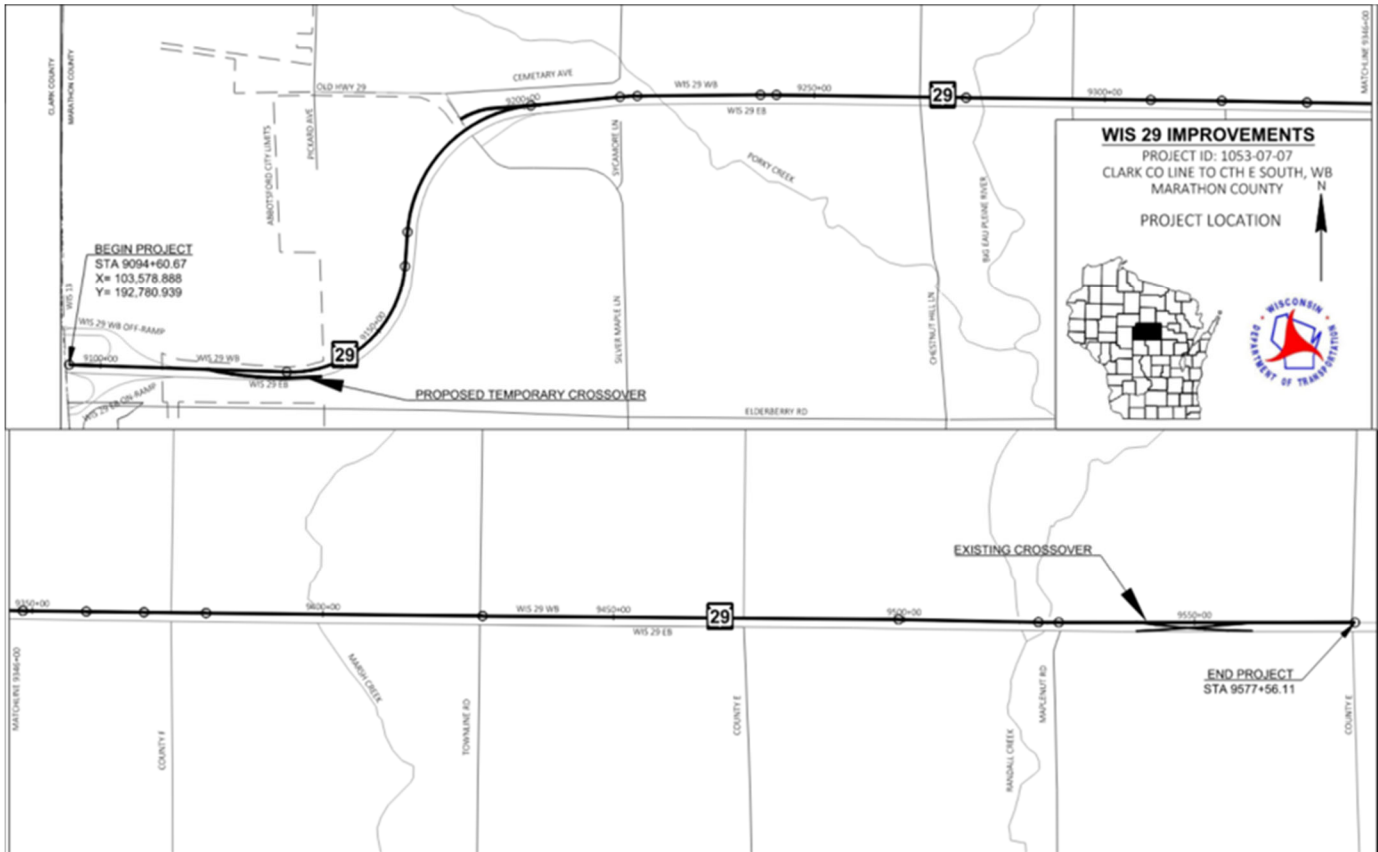 CLARK COUNTY
MARATHON COUNTY
OLD HWY 29
CEMETARY AVE
PICKARD AVE
ABBOTSFORD CITY LIMITS
9200+00
WIS 29 WB
WIS 29 EB
9250+00
29
9300+00
MATCHLINE 9346+00
SYCAMORE LN
PORKY CREEK
BIG EAU PLEINE RIVER
SILVER MAPLE LN
CHESTNUT HILL LN
WIS 29 IMPROVEMENTS
PROJECT ID: 1053-07-07
CLARK CO LINE TO CTH E SOUTH, WB
MARATHON COUNTY
N
PROJECT LOCATION
WISCONSIN
DEPARTMENT OF TRANSPORTATION
BEGIN PROJECT
STA 9094+60.67
X= 103,578.888
Y= 192,780.939
WIS 13
WIS 29 WB OFF-RAMP
9100+00
WIS 29 WB
WIS 29 EB
9150+00
29
WIS 29 EB ON-RAMP
PROPOSED TEMPORARY CROSSOVER
ELDERBERRY RD
MATCHLINE 9346+00
9350+00
COUNTY F
9400+00
MARSH CREEK
TOWNLINE RD
WIS 29 WB
9450+00
WIS 29 EB
29
COUNTY E
9500+00
EXISTING CROSSOVER
RANDALL CREEK
MAPLENUT RD
9550+00
END PROJECT
STA 9577+56.11
COUNTY E